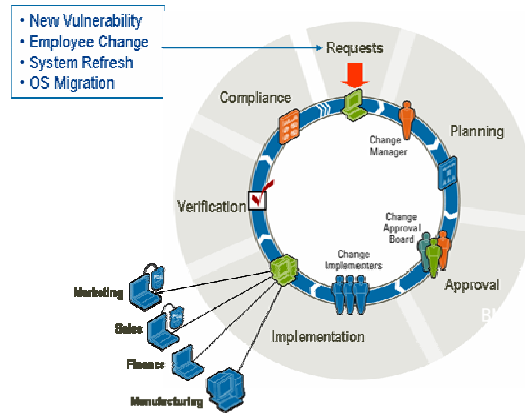 • New Vulnerability
• Employee Change
• System Refresh
• OS Migration
Requests
Compliance
Change
Manager
Planning
Verification
Change
Approval
Board
Change
Implementers
Approval
Marketing
Sales
Finance
Manufacturing
Implementation